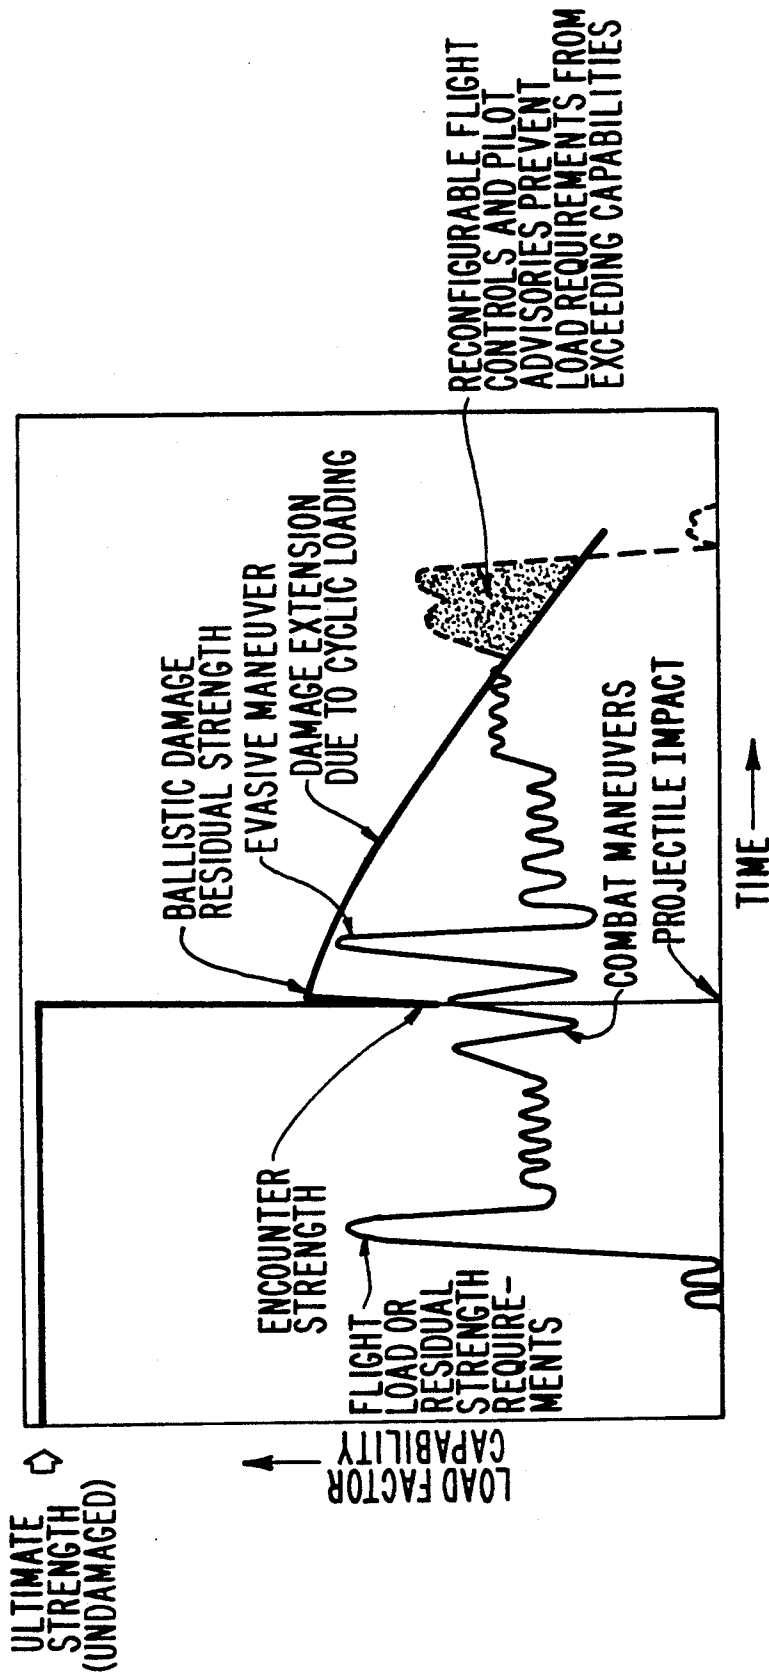 ULTIMATE
STRENGTH
(UNDAMAGED)
LOAD FACTOR
CAPABILITY
BALLISTIC DAMAGE
RESIDUAL STRENGTH
EVASIVE MANEUVER
DAMAGE EXTENSION
DUE TO CYCLIC LOADING
ENCOUNTER
STRENGTH
FLIGHT
LOAD OR
RESIDUAL
STRENGTH
REQUIRE-
MENTS
RECONFIGURABLE FLIGHT
CONTROLS AND PILOT
ADVISORIES PREVENT
LOAD REQUIREMENTS FROM
EXCEEDING CAPABILITIES
COMBAT MANEUVERS
PROJECTILE IMPACT
TIME